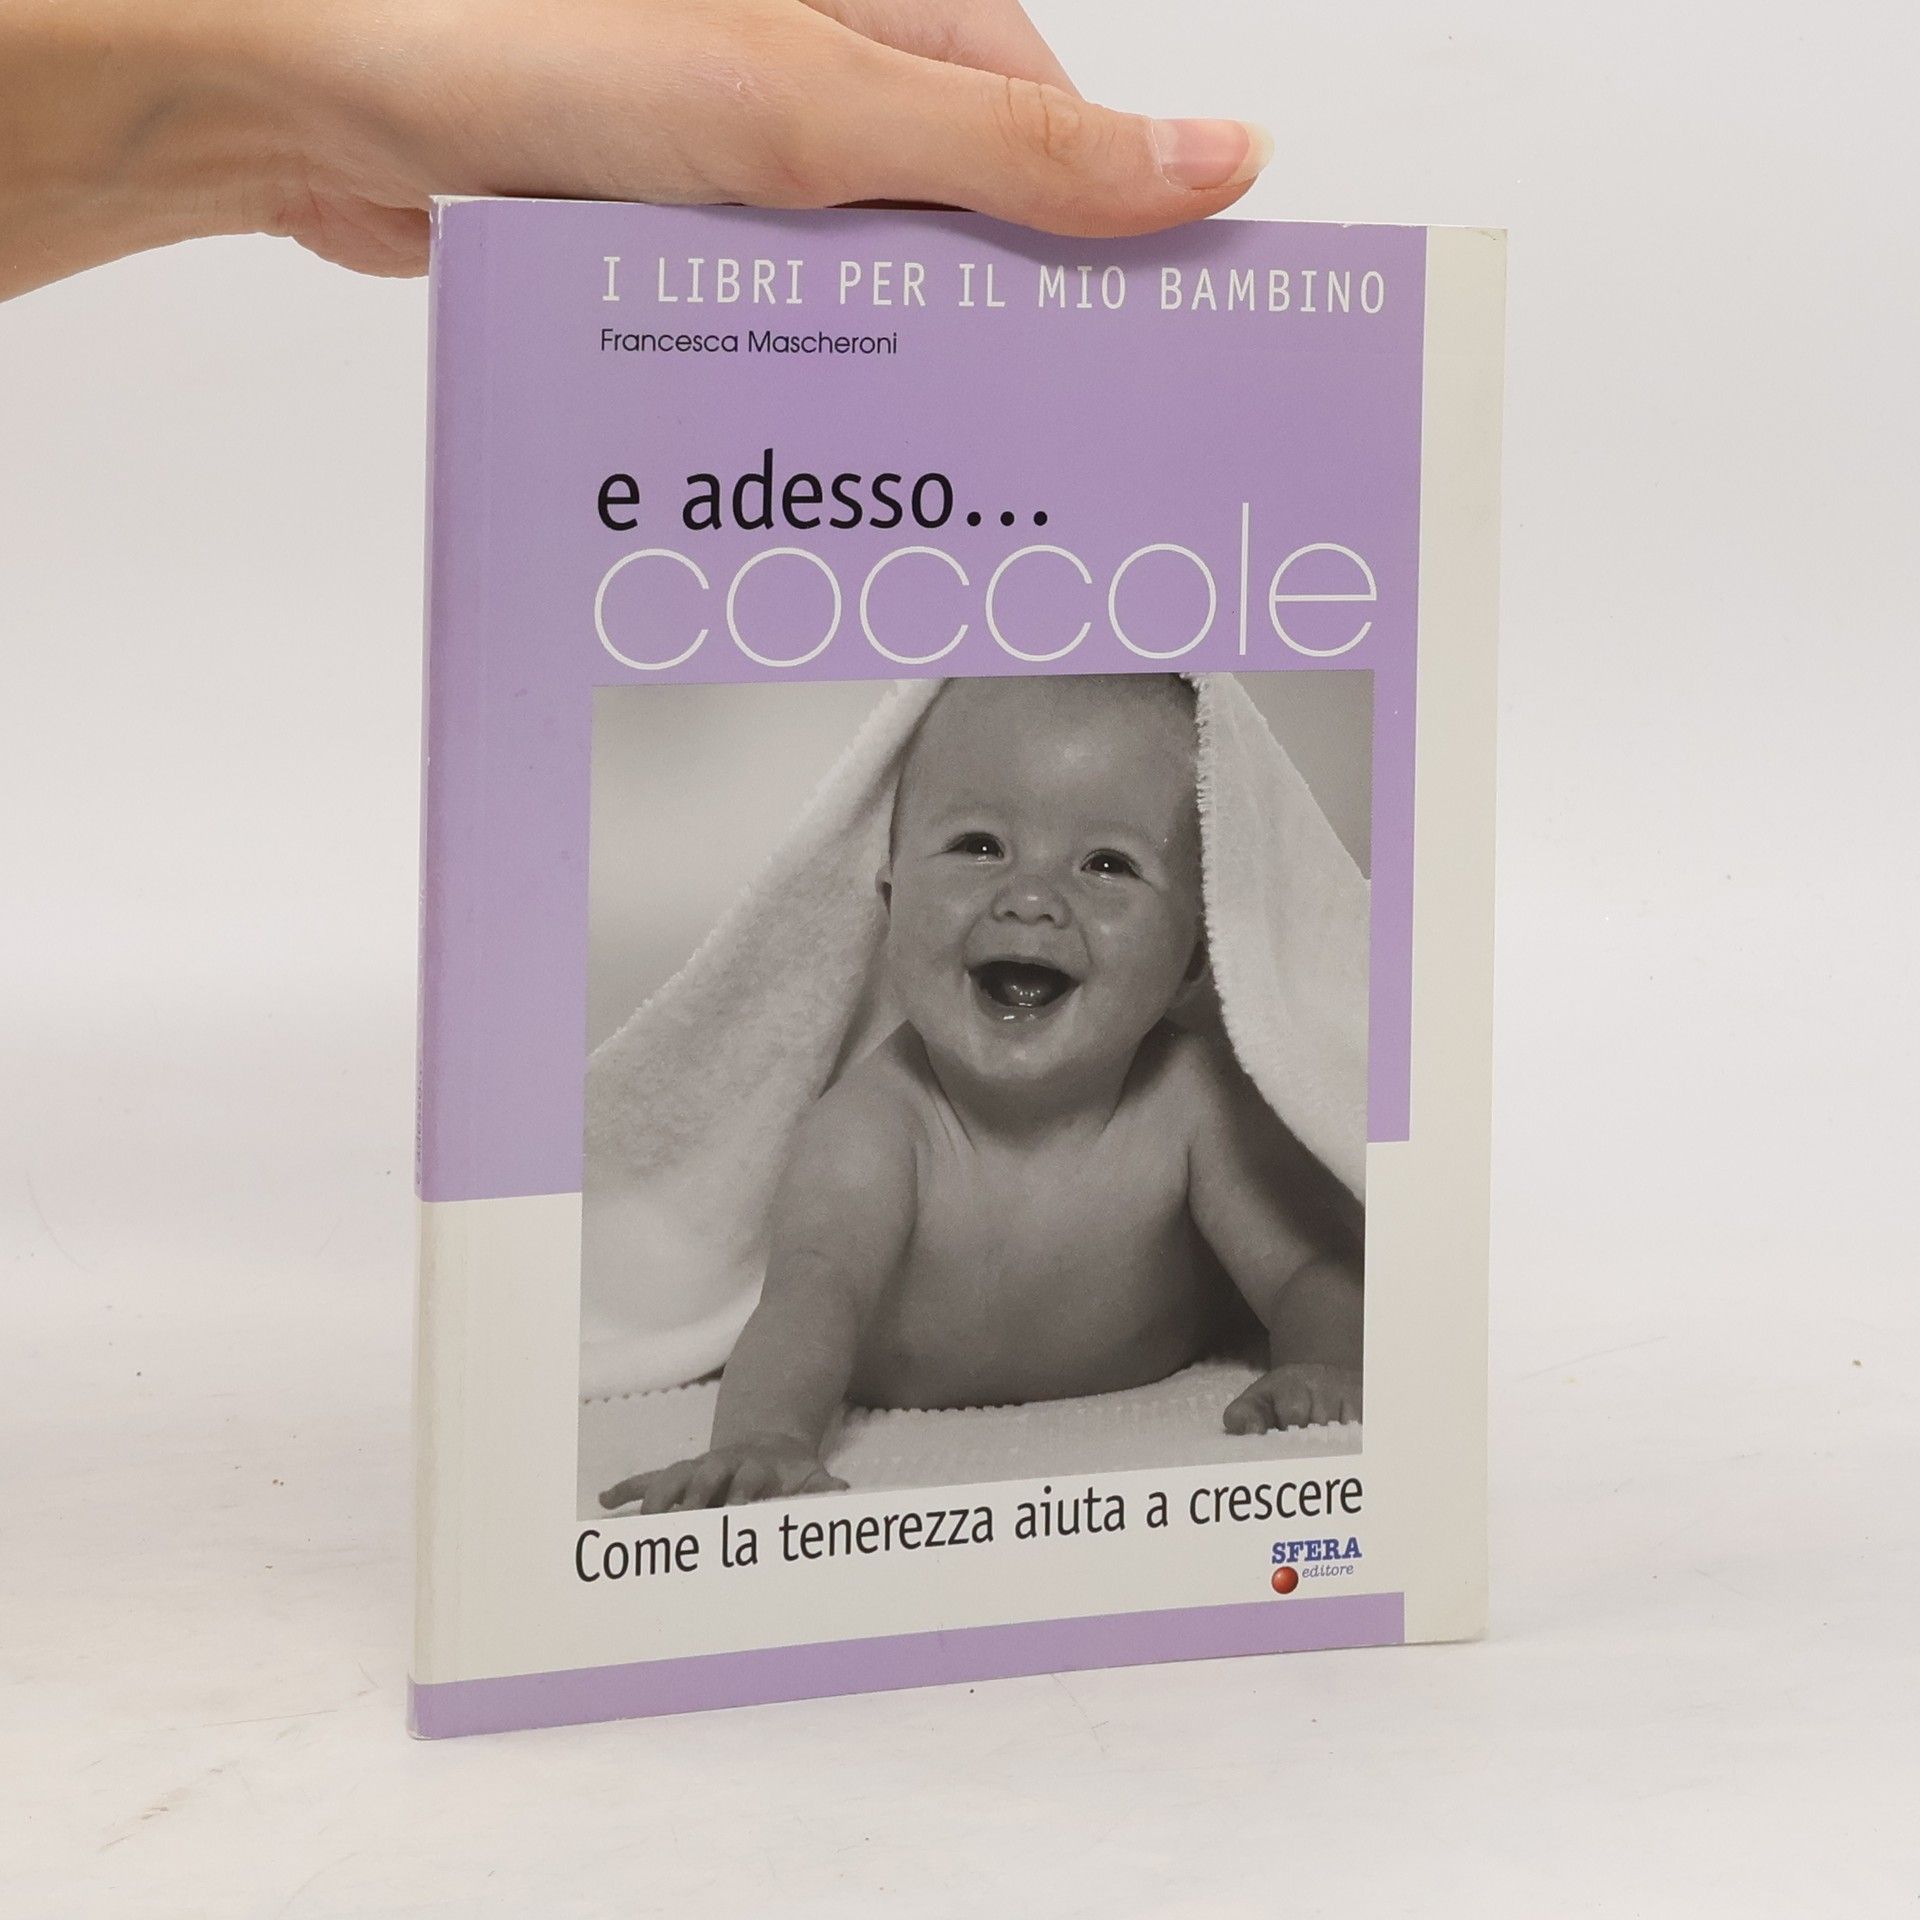 I LIBRI PER IL MIO BAMBINO
Francesca Mascheroni
e adesso...
coccole
Come la tenerezza aiuta a crescere
SFERA
editore